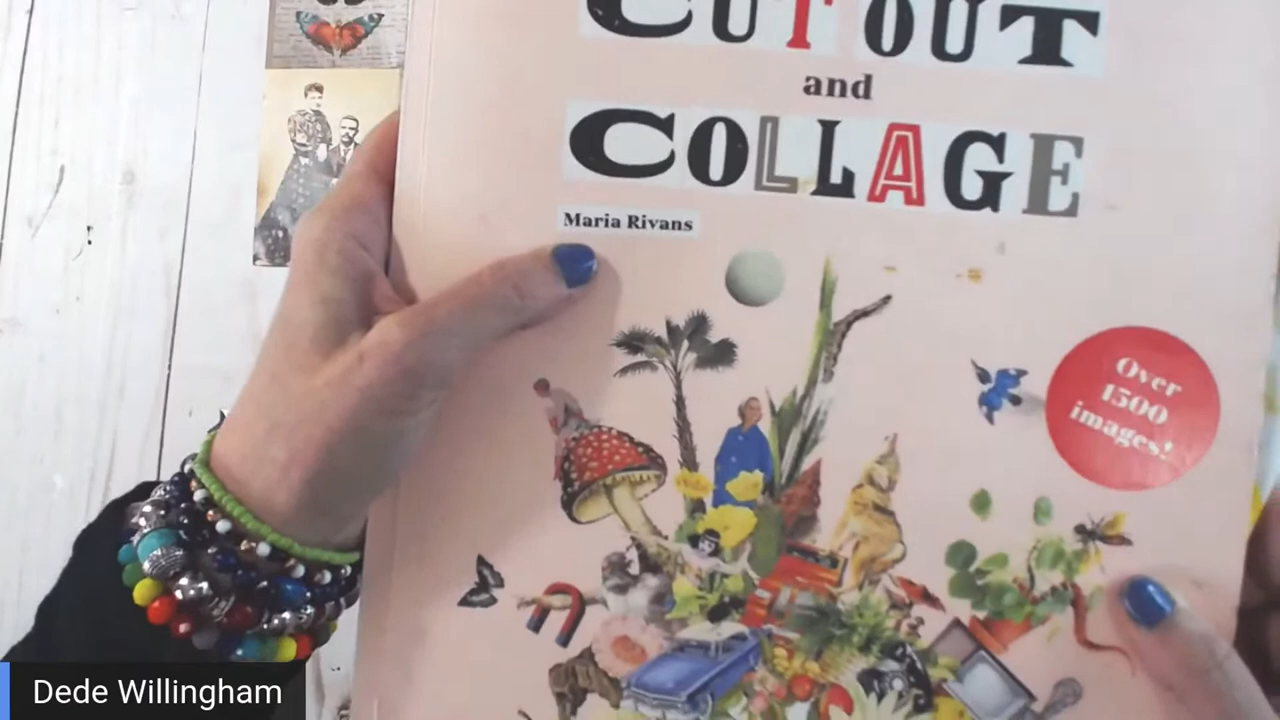 CUT OUT
and
COLLAGE
Maria Rivans
Over
1500
images!
Dede Willingham